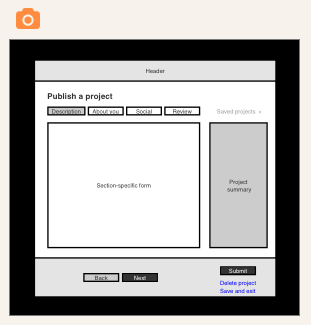 Header
Publish a project
Description About you Social Review Saved projects
Section-specific form
Project
summary
Back Next
Submit
Delete project
Save and exit